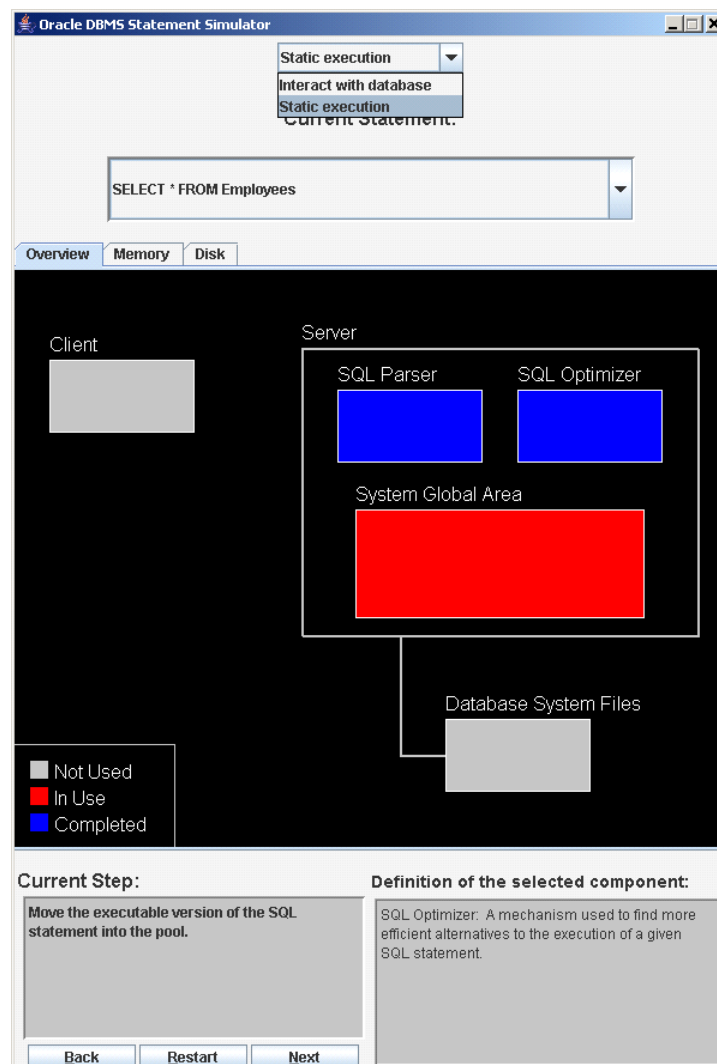 Oracle DBMS Statement Simulator
Static execution
Interact with database
Static execution
Current Statement:
SELECT * FROM Employees
Overview Memory Disk
Client
Server
SQL Parser SQL Optimizer
System Global Area
Database System Files
Not Used
In Use
Completed
Current Step:
Move the executable version of the SQL
statement into the pool.
Back Restart Next
Definition of the selected component:
SQL Optimizer: A mechanism used to find more
efficient alternatives to the execution of a given
SQL statement.